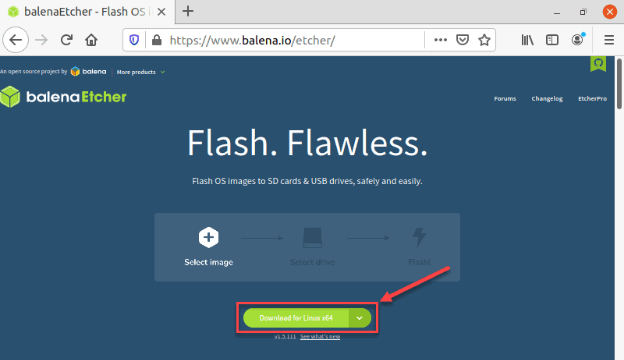 balenaEtcher - Flash OS i
https://www.balena.io/etcher/
An open source project by balena More products
balenaEtcher
Forums Changelog EtcherPro
Flash. Flawless.
Flash OS images to SD cards & USB drives, safely and easily.
Select image Select drive Flash!
Download for Linux x64
v1.5.111 See what's new